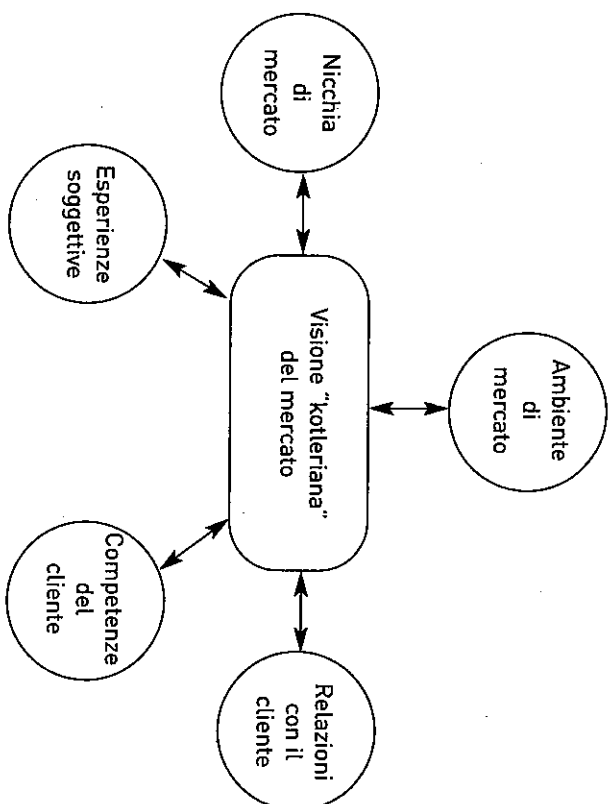 Ambiente
di
mercato
Nicchia
di
mercato
Visione "kotleriana"
del mercato
Relazioni
con il
cliente
Esperienze
soggettive
Competenze
del
cliente